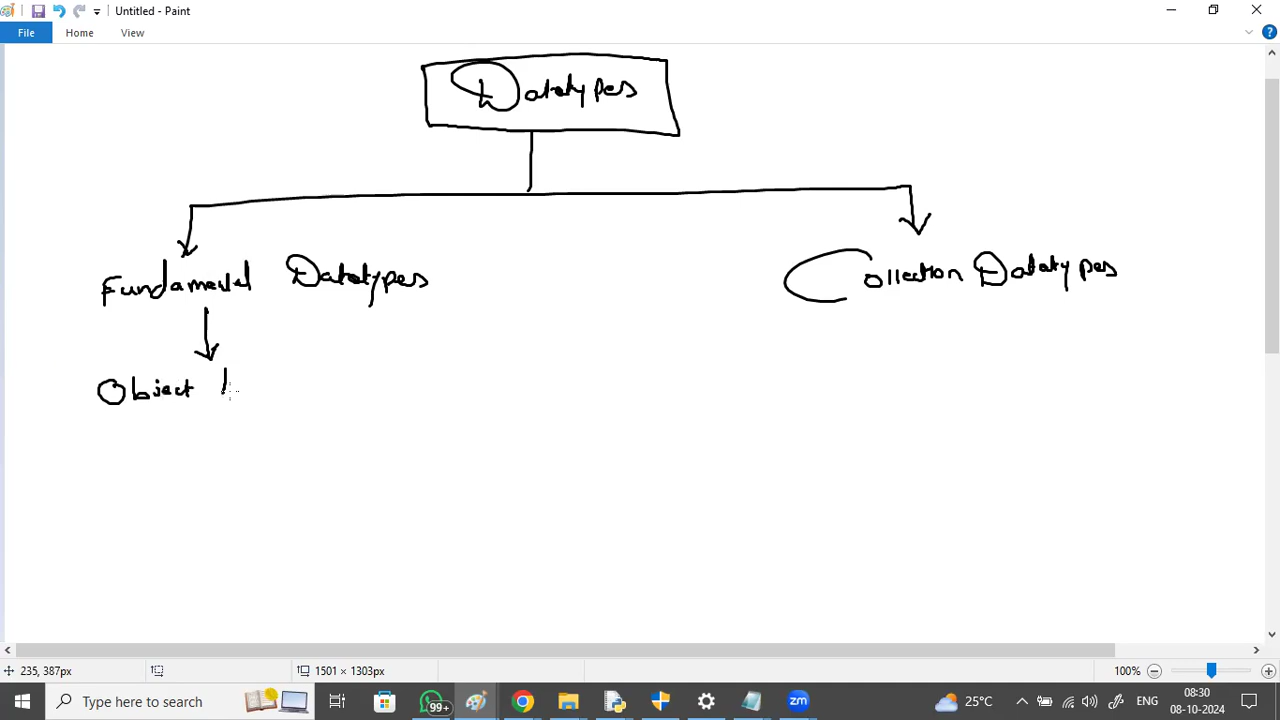 Untitled - Paint
File Home View
Datatypes
Fundamental Datatypes
Collection Datatypes
Object
235, 387px
1501 × 1303px
100%
Type here to search
99+
25°C
ENG
08:30
08-10-2024